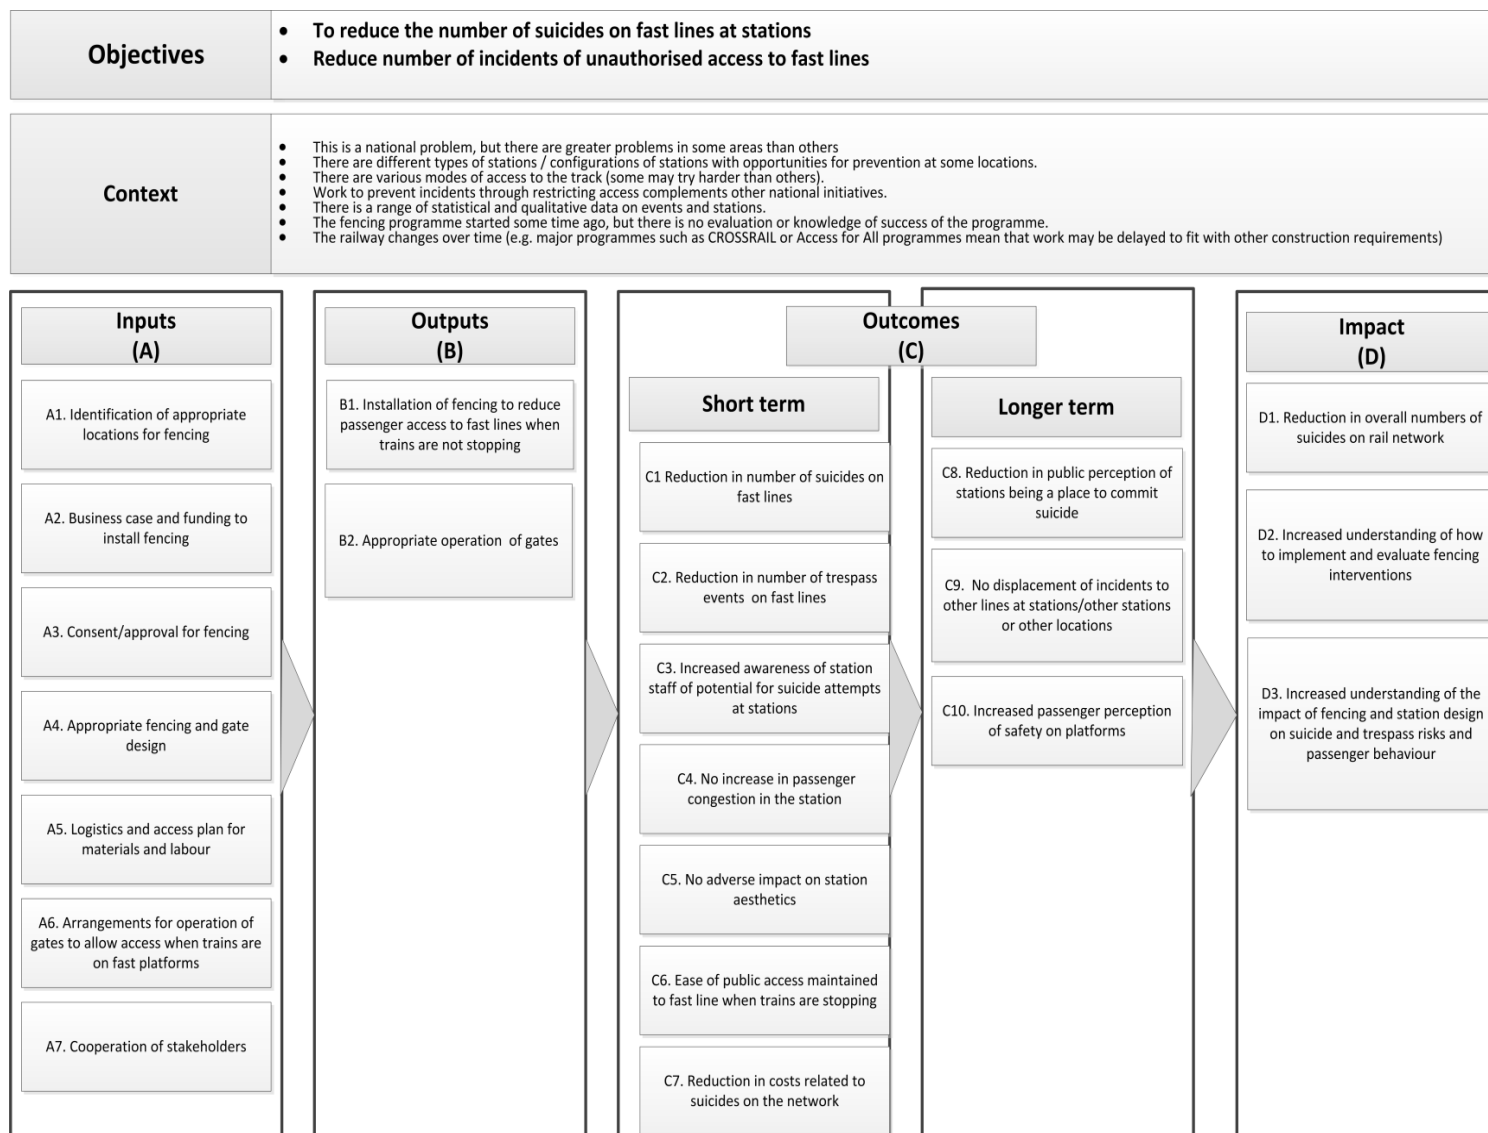 Objectives
• To reduce the number of suicides on fast lines at stations
• Reduce number of incidents of unauthorised access to fast lines
Context
• This is a national problem, but there are greater problems in some areas than others
• There are different types of stations / configurations of stations with opportunities for prevention at some locations.
• There are various modes of access to the track (some may try harder than others).
• Work to prevent incidents through restricting access complements other national initiatives.
• There is a range of statistical and qualitative data on events and stations.
• The fencing programme started some time ago, but there is no evaluation or knowledge of success of the programme.
• The railway changes over time (e.g. major programmes such as CROSSRAIL or Access for All programmes mean that work may be delayed to fit with other construction requirements)
Inputs
(A)
A1. Identification of appropriate
locations for fencing
A2. Business case and funding to
install fencing
A3. Consent/approval for fencing
A4. Appropriate fencing and gate
design
A5. Logistics and access plan for
materials and labour
A6. Arrangements for operation of
gates to allow access when trains are
on fast platforms
A7. Cooperation of stakeholders
Outputs
(B)
B1. Installation of fencing to reduce
passenger access to fast lines when
trains are not stopping
B2. Appropriate operation of gates
Outcomes
(C)
Short term
C1 Reduction in number of suicides on
fast lines
C2. Reduction in number of trespass
events on fast lines
C3. Increased awareness of station
staff of potential for suicide attempts
at stations
C4. No increase in passenger
congestion in the station
C5. No adverse impact on station
aesthetics
C6. Ease of public access maintained
to fast line when trains are stopping
C7. Reduction in costs related to
suicides on the network
Longer term
C8. Reduction in public perception of
stations being a place to commit
suicide
C9. No displacement of incidents to
other lines at stations/other stations
or other locations
C10. Increased passenger perception
of safety on platforms
Impact
(D)
D1. Reduction in overall numbers of
suicides on rail network
D2. Increased understanding of how
to implement and evaluate fencing
interventions
D3. Increased understanding of the
impact of fencing and station design
on suicide and trespass risks and
passenger behaviour